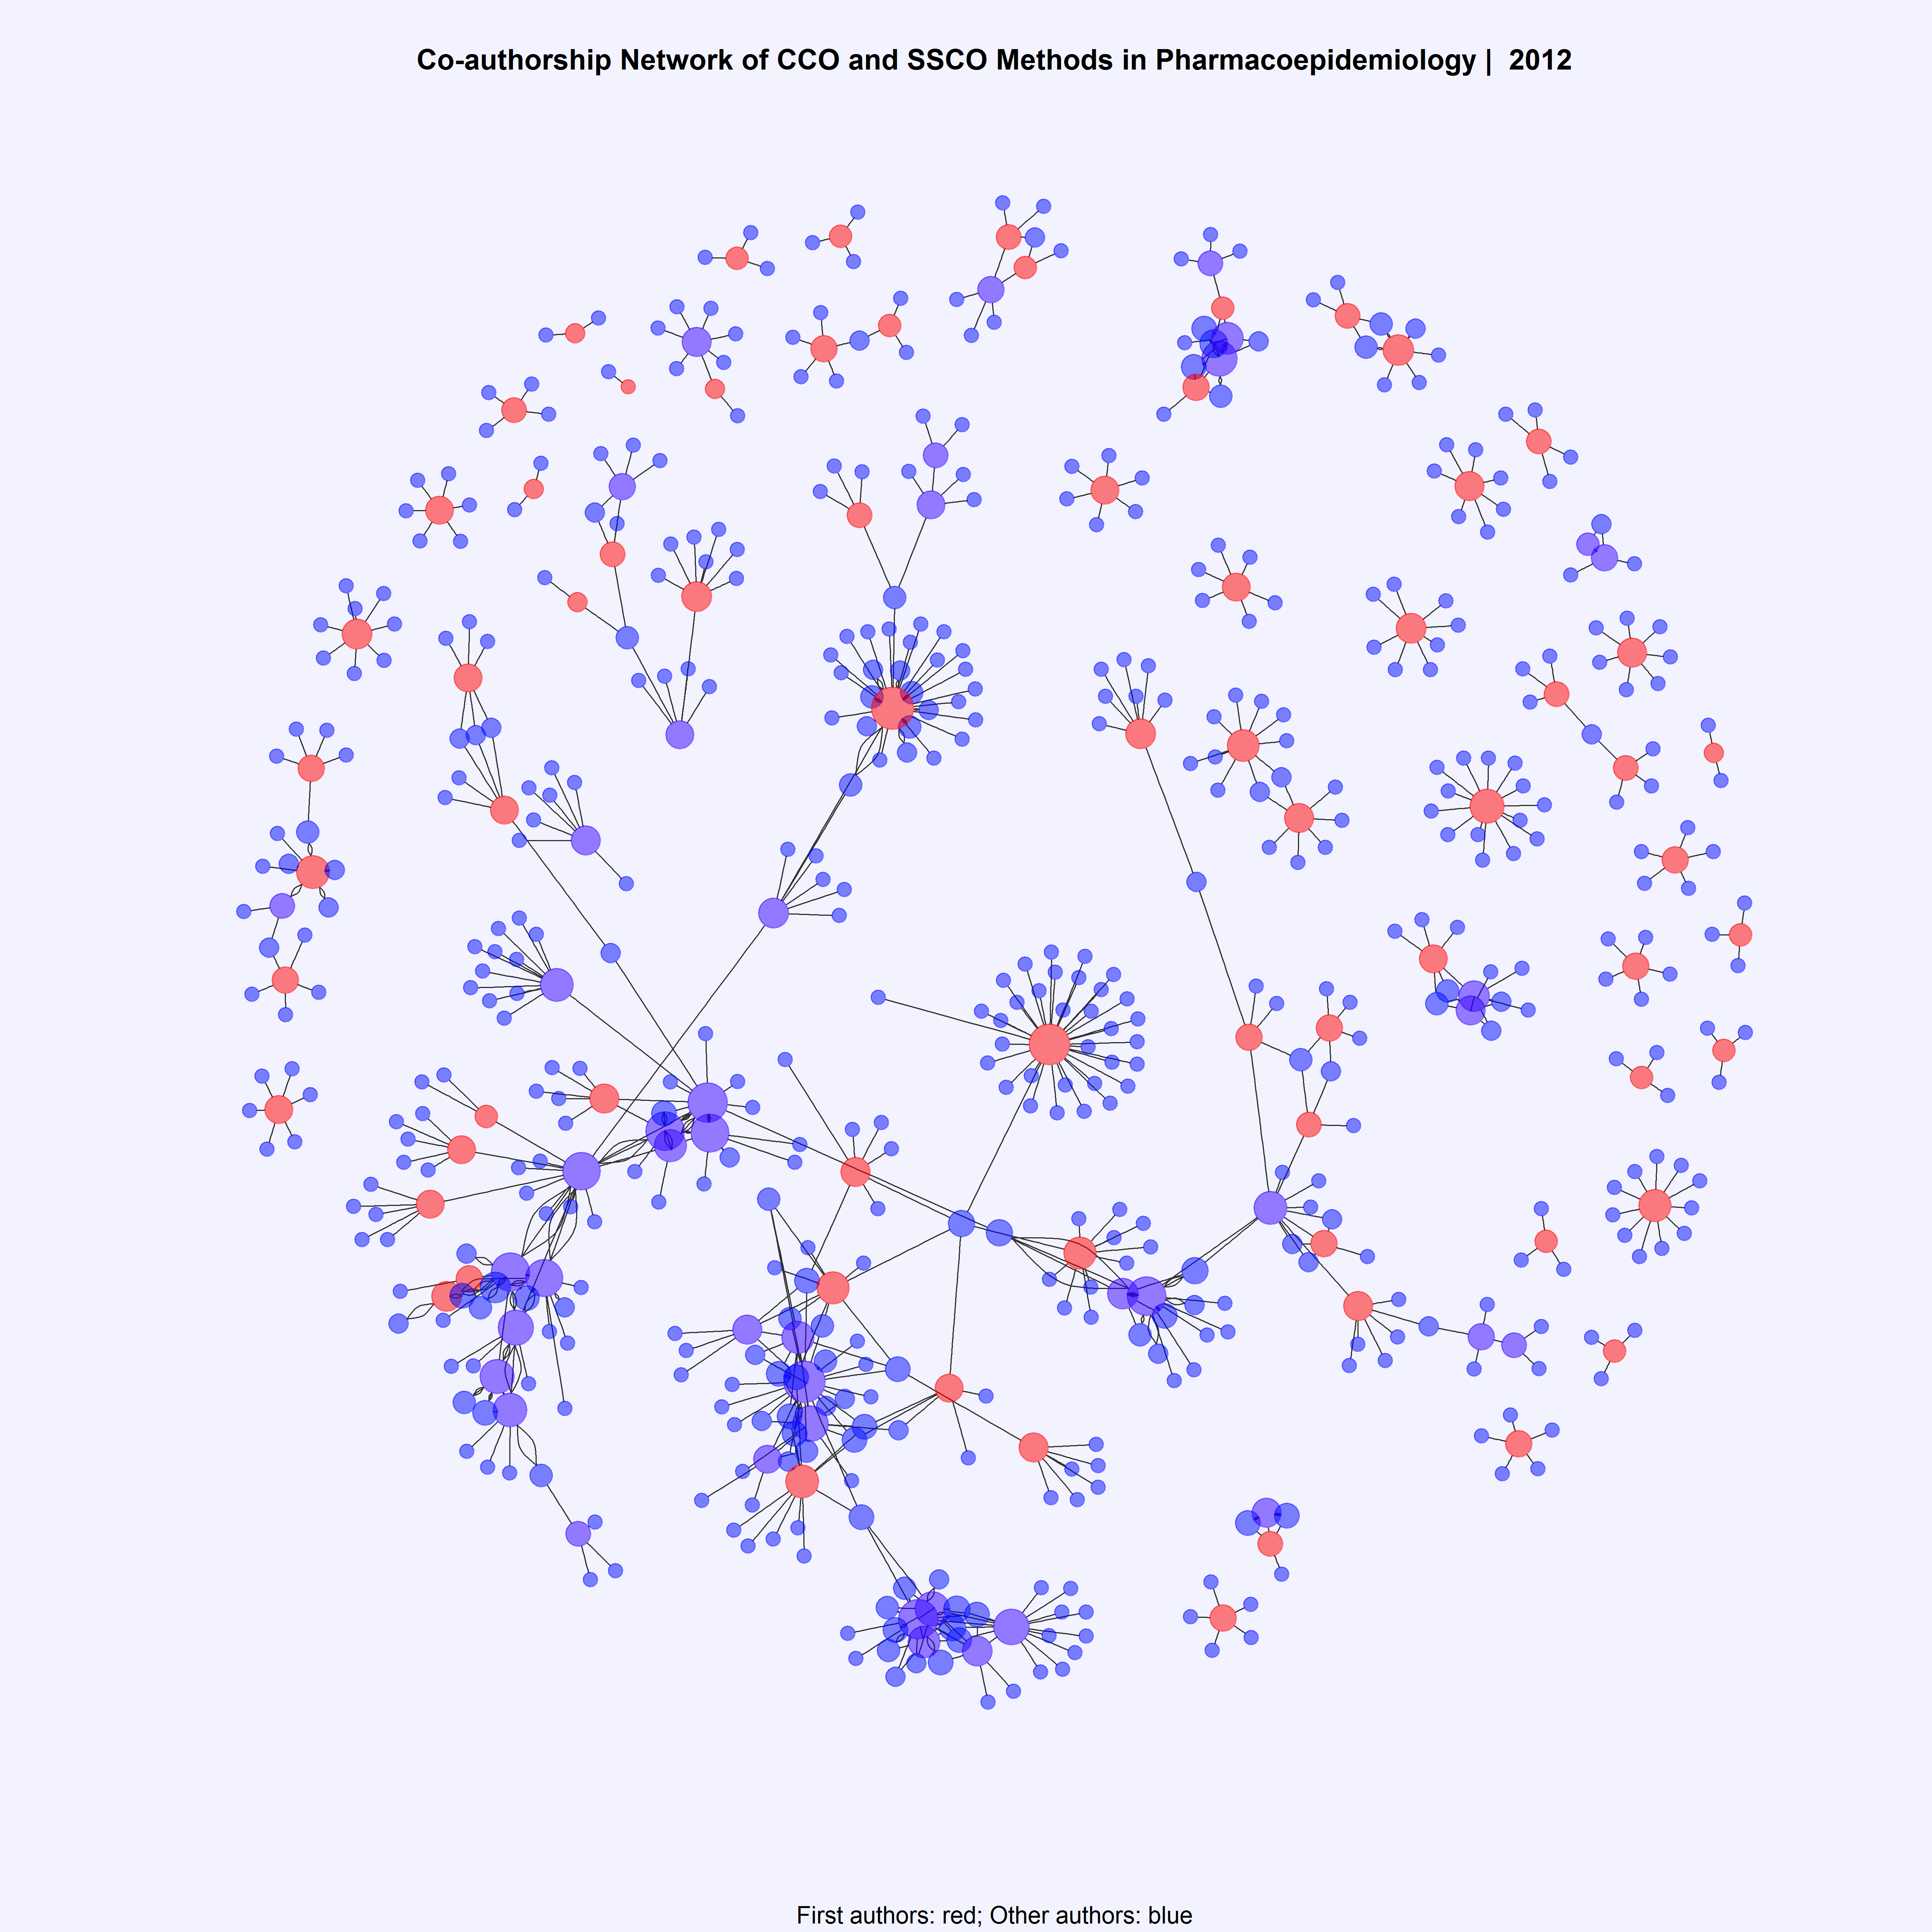 Co-authorship Network of CCO and SSCO Methods in Pharmacoepidemiology |  2012
First authors: red; Other authors: blue